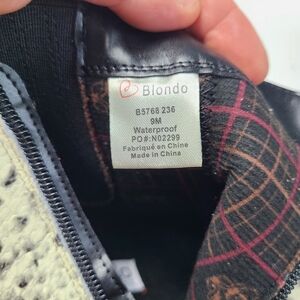 Blondo
B5768 236
9M
Waterproof
PO#: N02299
Fabriqué en Chine
Made in China